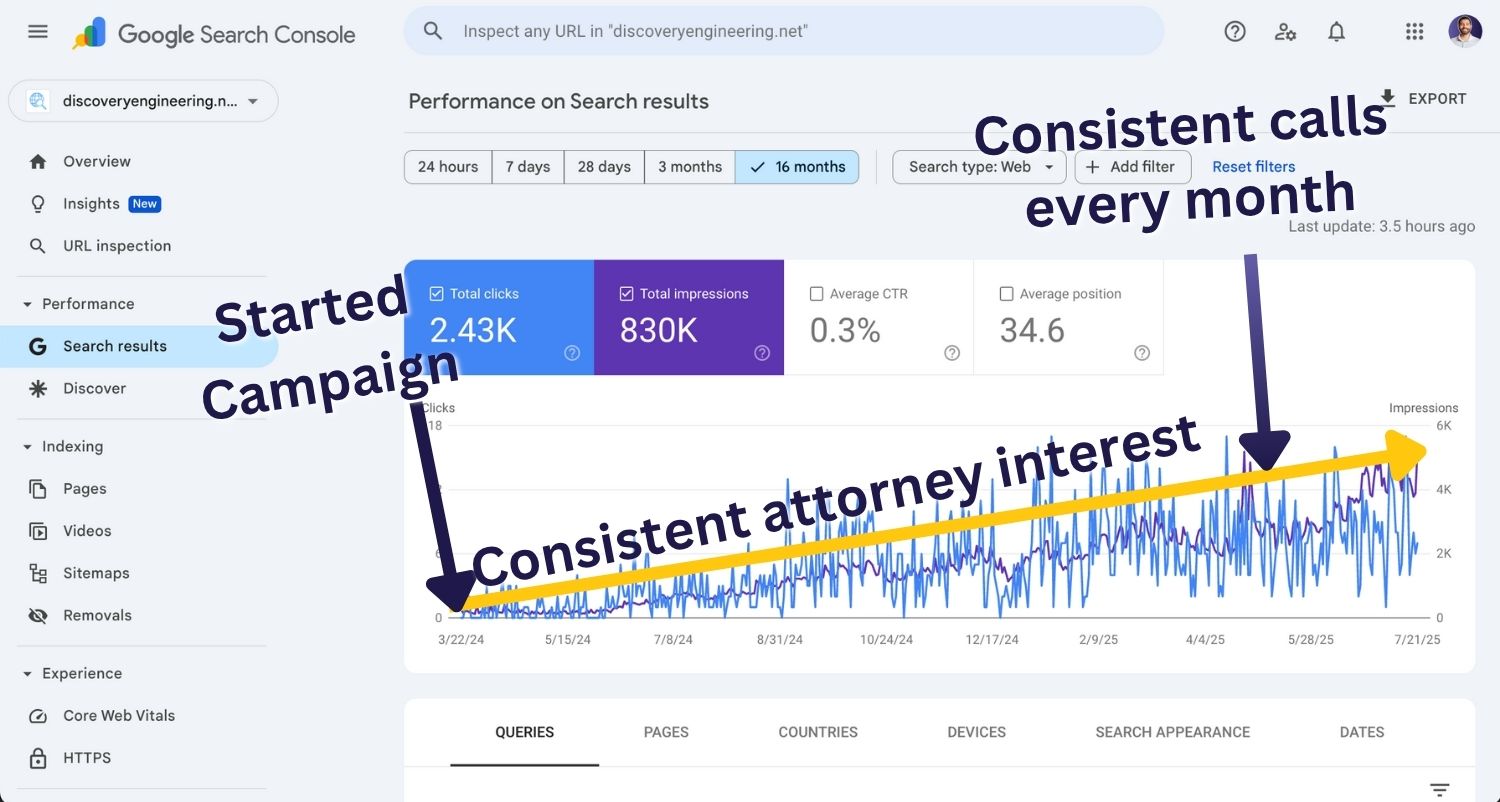 Google Search Console
Inspect any URL in "discoveryengineering.net"
discoveryengineering.n...
Performance on Search results
EXPORT
Consistent calls
every month
24 hours
7 days
28 days
3 months
16 months
Search type: Web
Add filter
Reset filters
Last update: 3.5 hours ago
Overview
Insights New
URL inspection
Performance
Search results
Discover
Indexing
Pages
Videos
Sitemaps
Removals
Experience
Core Web Vitals
HTTPS
Started
Campaign
Total clicks
2.43K
Total impressions
830K
Average CTR
0.3%
Average position
34.6
Clicks
Impressions
18
6K
4K
6
2K
0
0
Consistent attorney interest
3/22/24
5/15/24
7/8/24
8/31/24
10/24/24
12/17/24
2/9/25
4/4/25
5/28/25
7/21/25
QUERIES
PAGES
COUNTRIES
DEVICES
SEARCH APPEARANCE
DATES